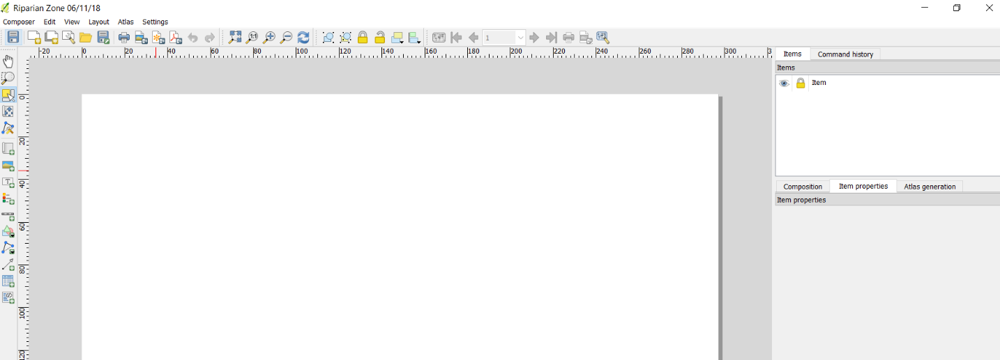 Riparian Zone 06/11/18
Composer Edit View Layout Atlas Settings
1:1 1
-20 0 20 40 60 80 100 120 140 160 180 200 220 240 260 280 300 3
0
20
40
60
80
100
120
Items Command history
Items
Item
Composition Item properties Atlas generation
Item properties